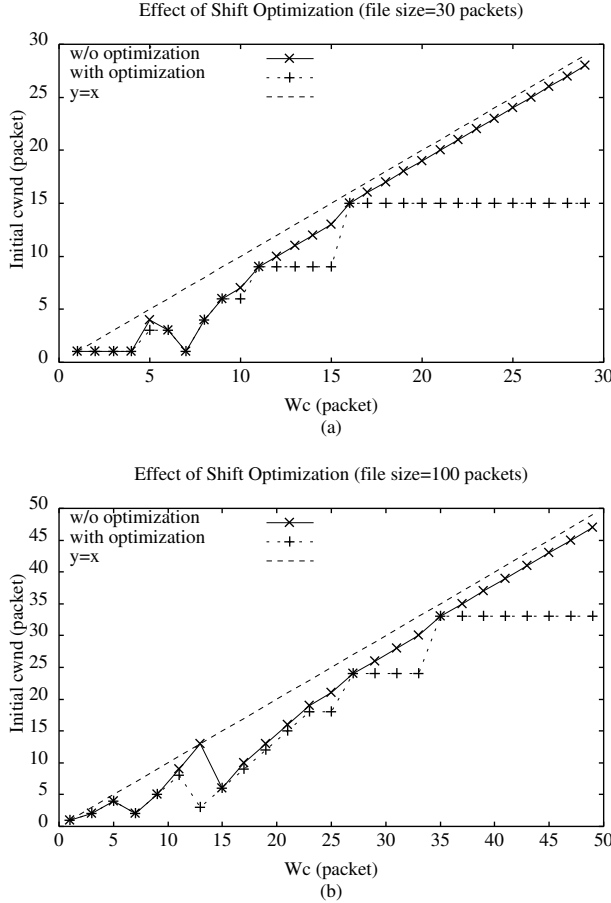 Effect of Shift Optimization (file size=30 packets)
30
25
20
15
10
5
0
Initial cwnd (packet)
w/o optimization
with optimization
y=x
0 5 10 15 20 25 30
Wc (packet)
(a)
Effect of Shift Optimization (file size=100 packets)
50
45
40
35
30
25
20
15
10
5
0
Initial cwnd (packet)
w/o optimization
with optimization
y=x
0 5 10 15 20 25 30 35 40 45 50
Wc (packet)
(b)